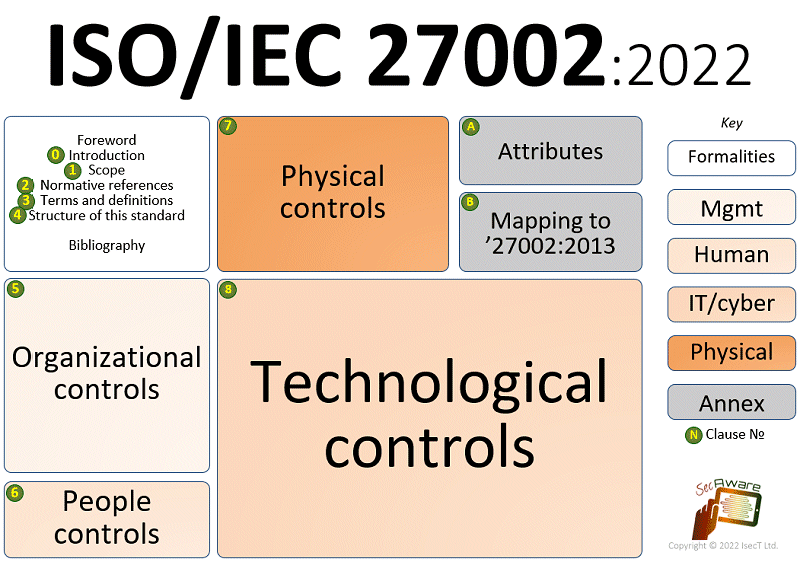 ISO/IEC 27002:2022
Foreword
0 Introduction
1 Scope
2 Normative references
3 Terms and definitions
4 Structure of this standard
Bibliography
7
Physical
controls
A
Attributes
B
Mapping to
’27002:2013
5
Organizational
controls
6
People
controls
8
Technological
controls
Key
Formalities
Mgmt
Human
IT/cyber
Physical
Annex
N Clause №
SecAware
Copyright © 2022 IsecT Ltd.